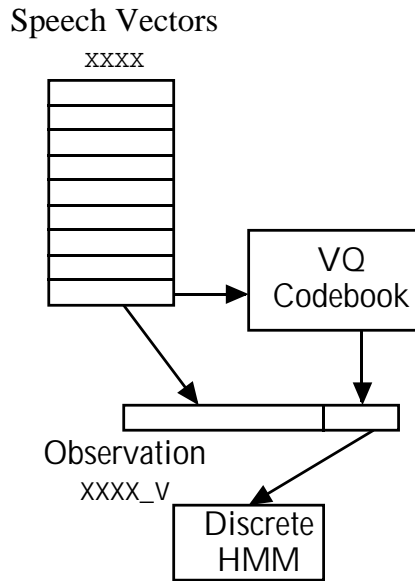 Speech Vectors
XXXX
VQ
Codebook
Observation
XXXX_V
Discrete
HMM